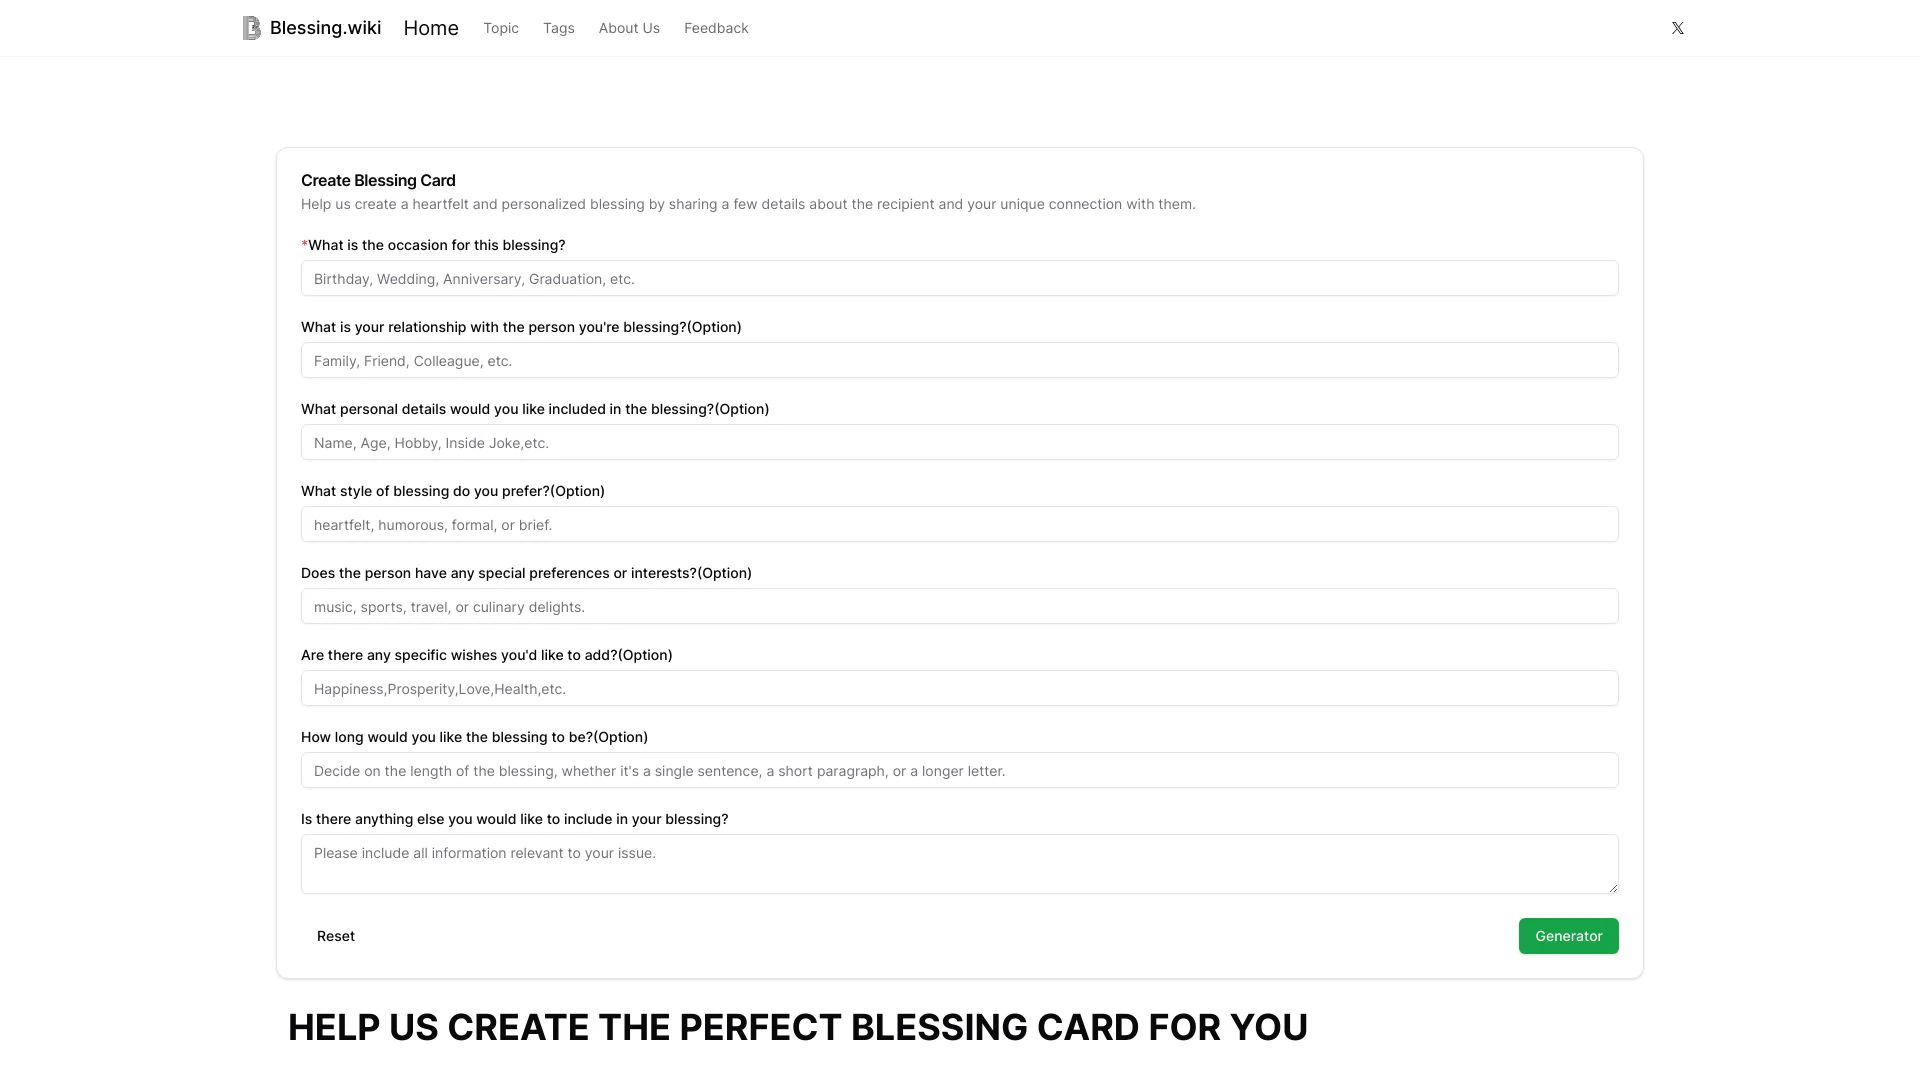 Blessing.wiki Home Topic Tags About Us Feedback
Create Blessing Card
Help us create a heartfelt and personalized blessing by sharing a few details about the recipient and your unique connection with them.
*What is the occasion for this blessing?
Birthday, Wedding, Anniversary, Graduation, etc.
What is your relationship with the person you're blessing?(Option)
Family, Friend, Colleague, etc.
What personal details would you like included in the blessing?(Option)
Name, Age, Hobby, Inside Joke,etc.
What style of blessing do you prefer?(Option)
heartfelt, humorous, formal, or brief.
Does the person have any special preferences or interests?(Option)
music, sports, travel, or culinary delights.
Are there any specific wishes you'd like to add?(Option)
Happiness,Prosperity,Love,Health,etc.
How long would you like the blessing to be?(Option)
Decide on the length of the blessing, whether it's a single sentence, a short paragraph, or a longer letter.
Is there anything else you would like to include in your blessing?
Please include all information relevant to your issue.
Reset Generator
HELP US CREATE THE PERFECT BLESSING CARD FOR YOU